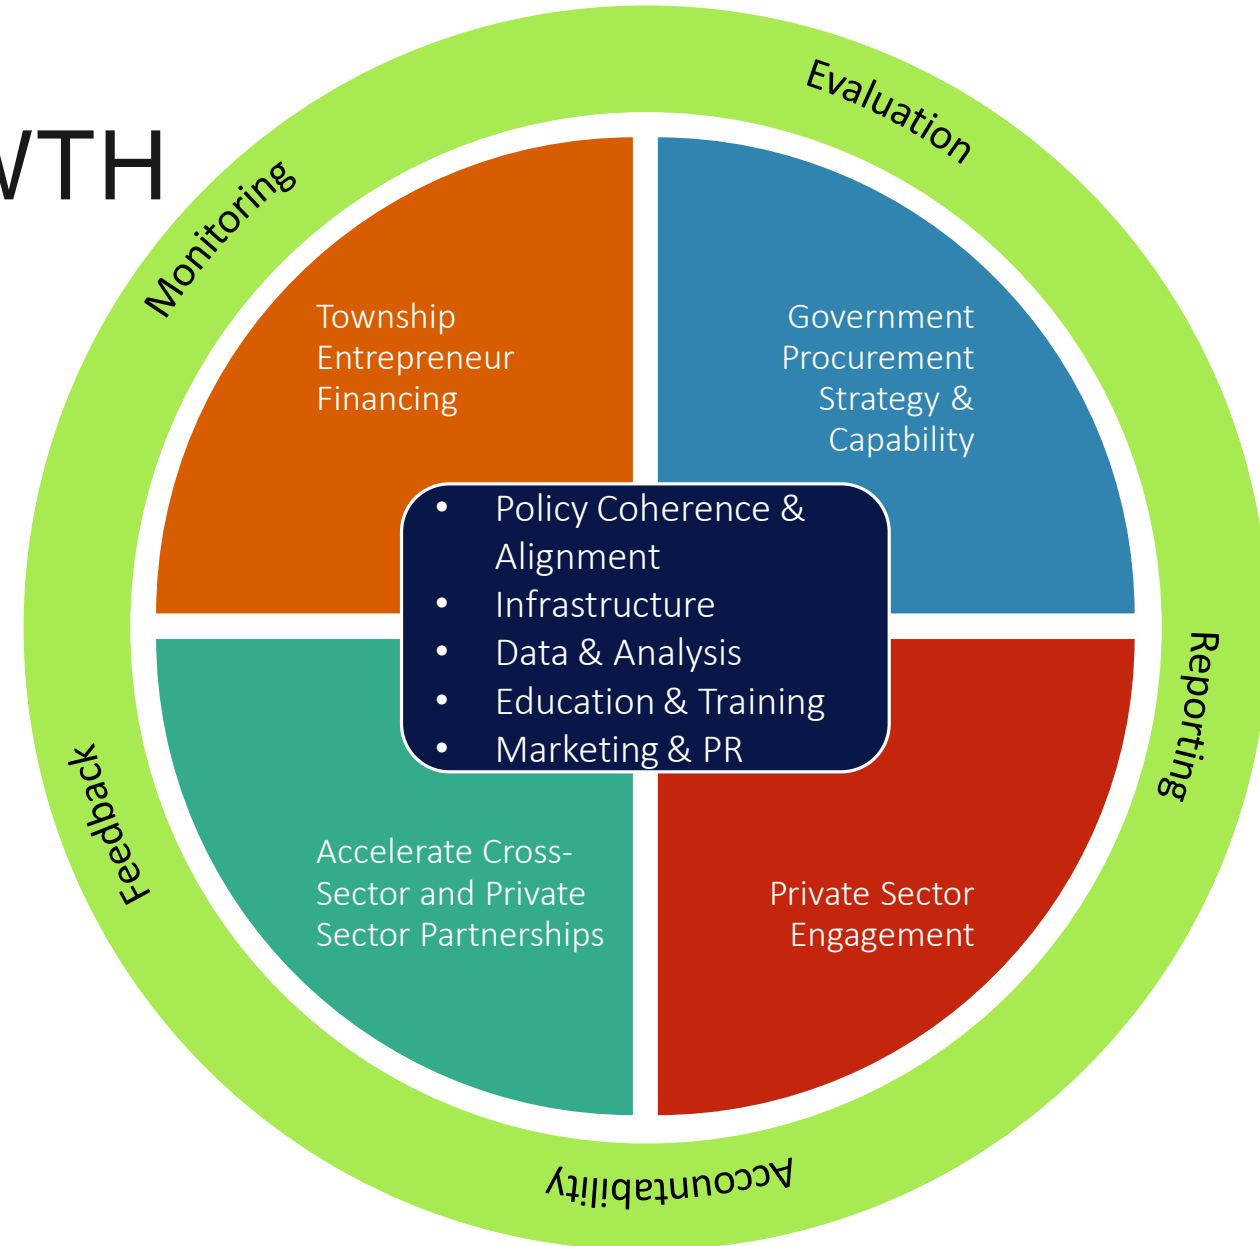 WTH
Monitoring
Evaluation
Reporting
Accountability
Feedback
Township
Entrepreneur
Financing
Government
Procurement
Strategy &
Capability
• Policy Coherence &
Alignment
• Infrastructure
• Data & Analysis
• Education & Training
• Marketing & PR
Accelerate Cross-
Sector and Private
Sector Partnerships
Private Sector
Engagement